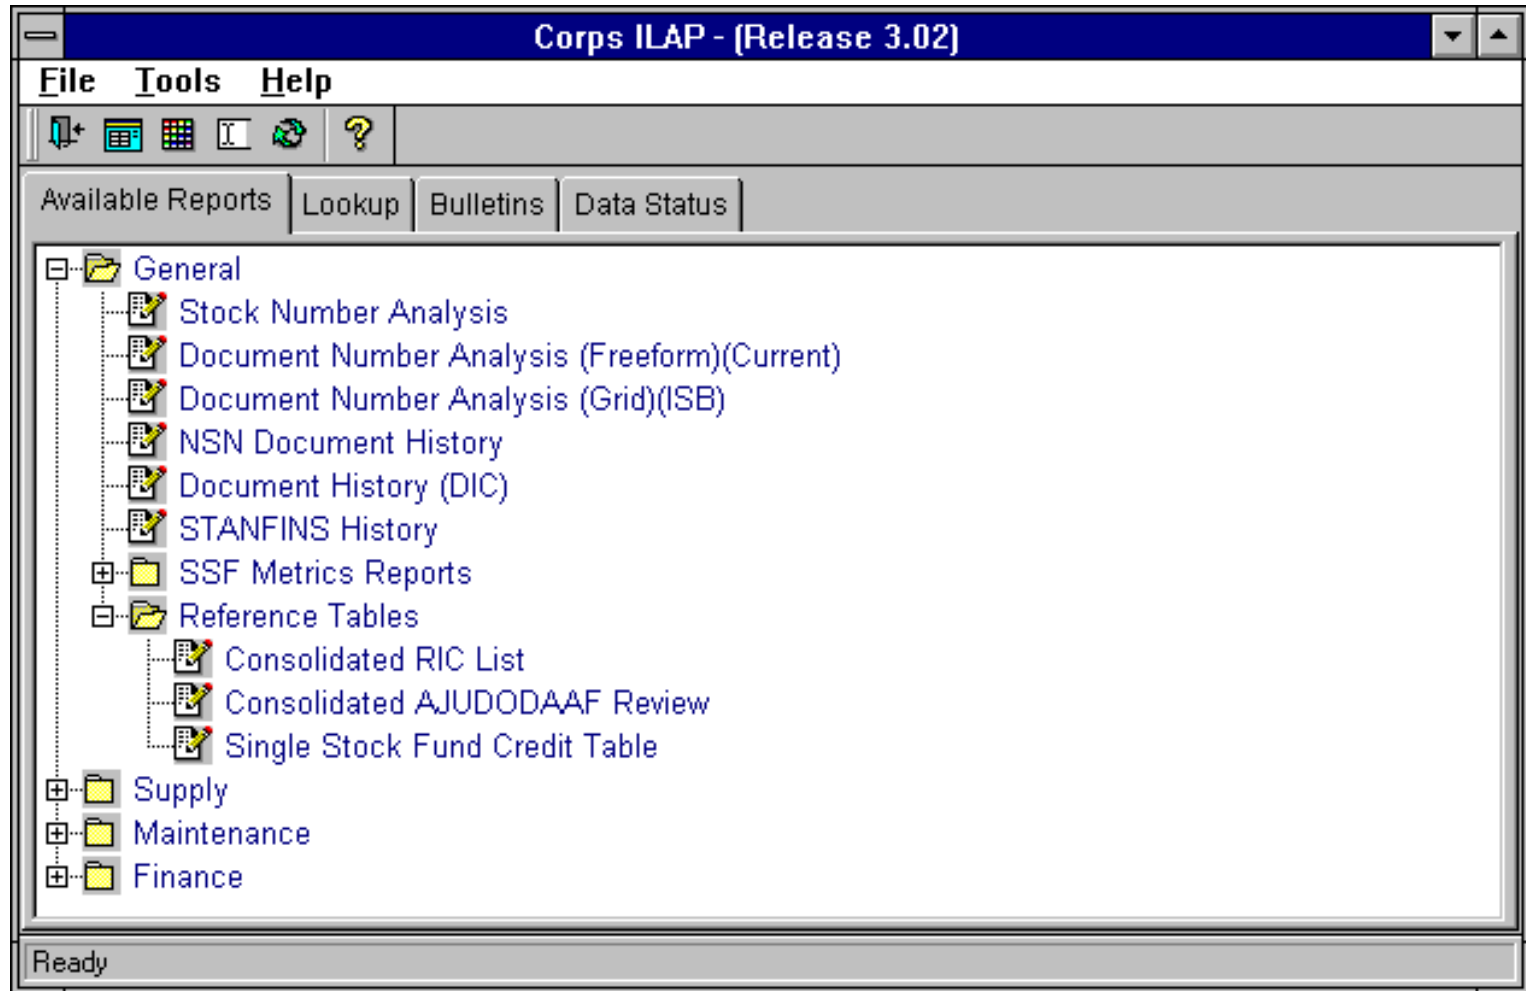 Corps ILAP - (Release 3.02)
File Tools Help
Available Reports Lookup Bulletins Data Status
General
Stock Number Analysis
Document Number Analysis (Freeform)(Current)
Document Number Analysis (Grid)(ISB)
NSN Document History
Document History (DIC)
STANFINS History
SSF Metrics Reports
Reference Tables
Consolidated RIC List
Consolidated AJUDODAAF Review
Single Stock Fund Credit Table
Supply
Maintenance
Finance
Ready